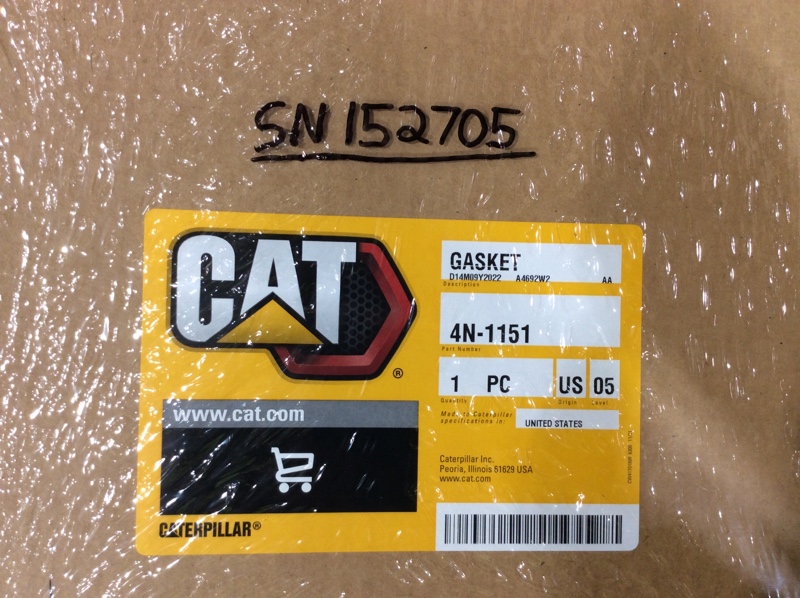 SN 152705
CAT
®
GASKET
D14M09Y2022 A4692W2 AA
Description
4N-1151
Part Number
1 PC US 05
Quantity Origin Level
Made to Caterpillar
specifications in:
UNITED STATES
www.cat.com
Caterpillar Inc.
Peoria, Illinois 61629 USA
www.cat.com
CATERPILLAR®